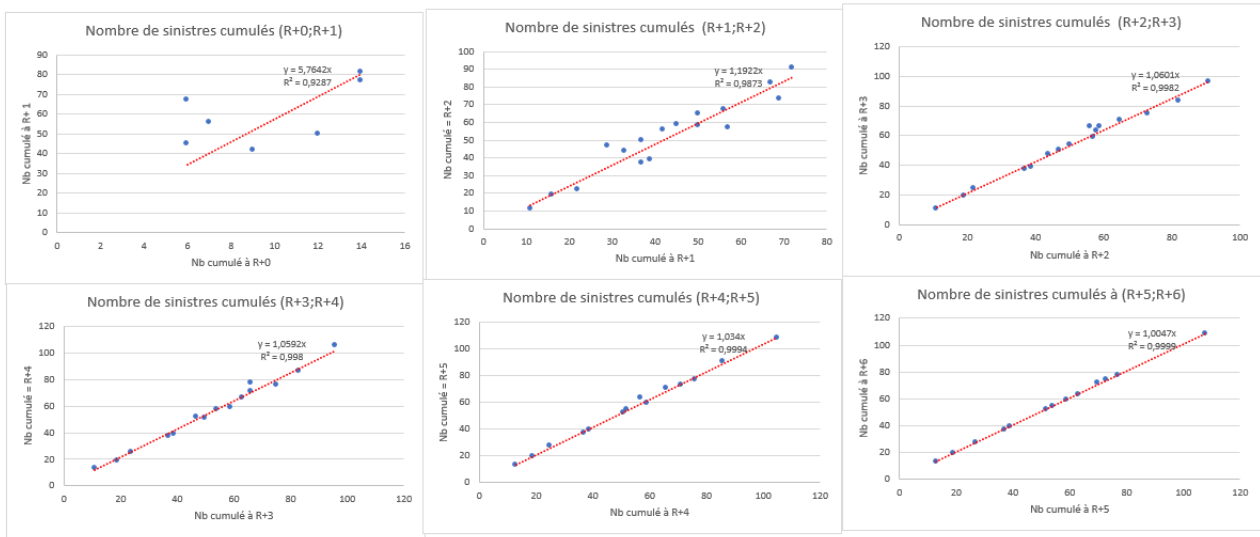 Nombre de sinistres cumulés (R+0;R+1)
90
80
70
60
50
40
30
20
10
0
Nb cumulé à R+ 1
y = 5,7642x
R² = 0,9287
0 2 4 6 8 10 12 14 16
Nb cumulé à R+0
Nombre de sinistres cumulés (R+1;R+2)
100
90
80
70
60
50
40
30
20
10
0
Nb cumulé = R+2
y = 1,1922x
R² = 0,9873
0 10 20 30 40 50 60 70 80
Nb cumulé à R+1
Nombre de sinistres cumulés (R+2;R+3)
120
100
80
60
40
20
0
Nb cumulé à R+3
y = 1,0601x
R² = 0,9982
0 20 40 60 80 100
Nb cumulé à R+2
Nombre de sinistres cumulés (R+3;R+4)
120
100
80
60
40
20
0
Nb cumulé = R+4
y = 1,0592x
R² = 0,998
0 20 40 60 80 100 120
Nb cumulé à R+3
Nombre de sinistres cumulés (R+4;R+5)
120
100
80
60
40
20
0
Nb cumulé = R+5
y = 1,034x
R² = 0,9994
0 20 40 60 80 100 120
Nb cumulé à R+4
Nombre de sinistres cumulés à (R+5;R+6)
120
100
80
60
40
20
0
Nb cumulé à R+6
y = 1,0047x
R² = 0,9999
0 20 40 60 80 100 120
Nb cumulé à R+5